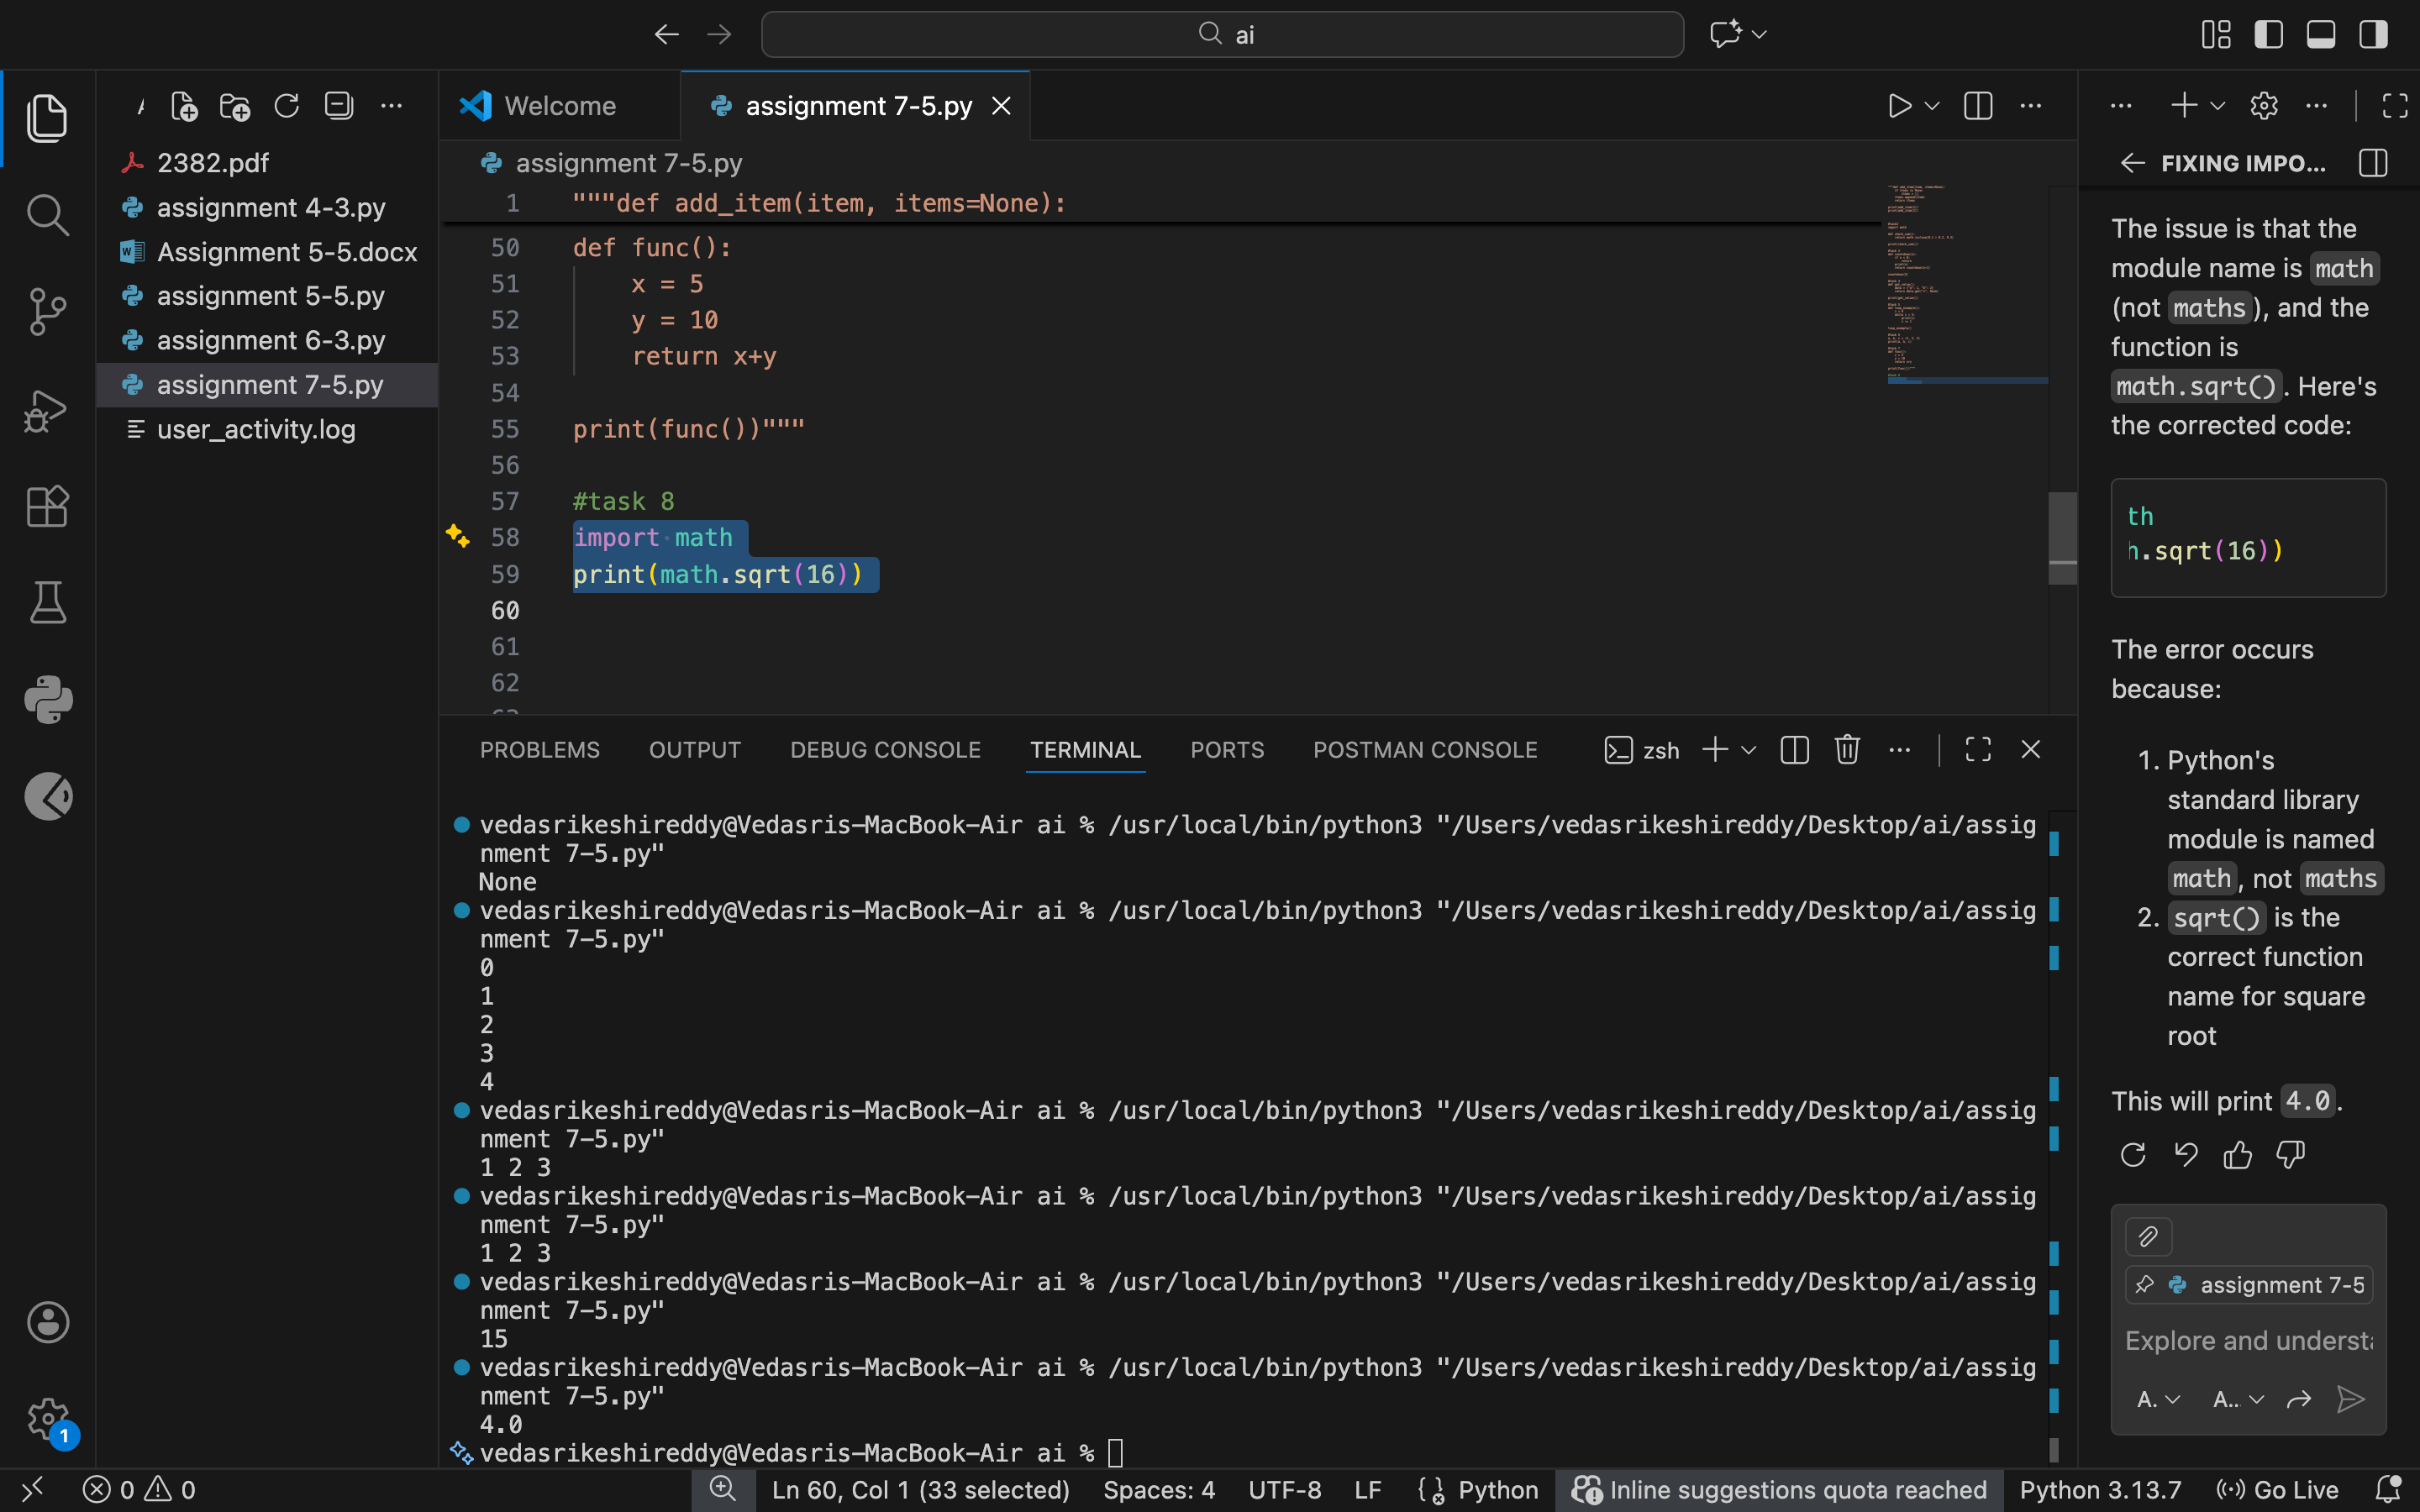 ai
2382.pdf
assignment 4-3.py
Assignment 5-5.docx
assignment 5-5.py
assignment 6-3.py
assignment 7-5.py
user_activity.log
Welcome
assignment 7-5.py
assignment 7-5.py
1 """def add_item(item, items=None):
50 def func():
51 x = 5
52 y = 10
53 return x+y
54
55 print(func())"""
56
57 #task 8
58 import math
59 print(math.sqrt(16))
60
61
62
PROBLEMS OUTPUT DEBUG CONSOLE TERMINAL PORTS POSTMAN CONSOLE zsh
vedasrikeshireddy@Vedasris-MacBook-Air ai % /usr/local/bin/python3 "/Users/vedasrikeshireddy/Desktop/ai/assig
nment 7-5.py"
None
vedasrikeshireddy@Vedasris-MacBook-Air ai % /usr/local/bin/python3 "/Users/vedasrikeshireddy/Desktop/ai/assig
nment 7-5.py"
0
1
2
3
4
vedasrikeshireddy@Vedasris-MacBook-Air ai % /usr/local/bin/python3 "/Users/vedasrikeshireddy/Desktop/ai/assig
nment 7-5.py"
1 2 3
vedasrikeshireddy@Vedasris-MacBook-Air ai % /usr/local/bin/python3 "/Users/vedasrikeshireddy/Desktop/ai/assig
nment 7-5.py"
1 2 3
vedasrikeshireddy@Vedasris-MacBook-Air ai % /usr/local/bin/python3 "/Users/vedasrikeshireddy/Desktop/ai/assig
nment 7-5.py"
15
vedasrikeshireddy@Vedasris-MacBook-Air ai % /usr/local/bin/python3 "/Users/vedasrikeshireddy/Desktop/ai/assig
nment 7-5.py"
4.0
vedasrikeshireddy@Vedasris-MacBook-Air ai %
FIXING IMPO...
The issue is that the
module name is math
(not maths), and the
function is
math.sqrt(). Here's
the corrected code:
th
h.sqrt(16))
The error occurs
because:
1. Python's
standard library
module is named
math, not maths
2. sqrt() is the
correct function
name for square
root
This will print 4.0.
assignment 7-5
Explore and understa
A. A...
1
0 0
Ln 60, Col 1 (33 selected) Spaces: 4 UTF-8 LF Python Inline suggestions quota reached Python 3.13.7 Go Live